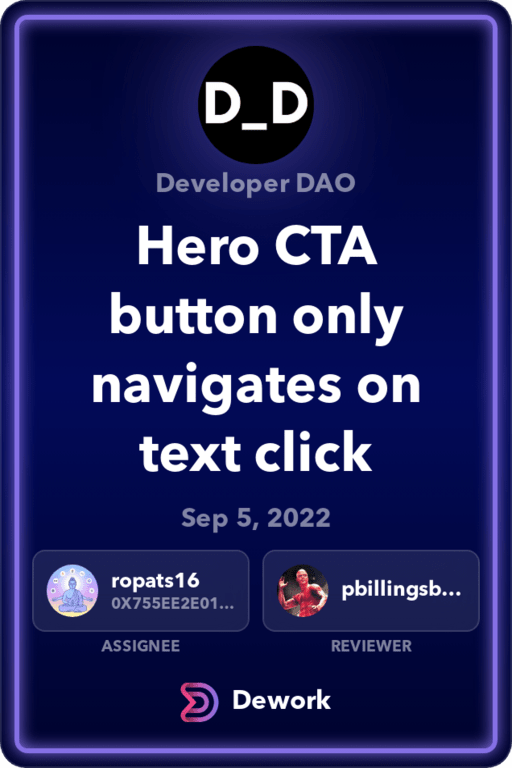 D_D
Developer DAO
Hero CTA
button only
navigates on
text click
Sep 5, 2022
ropats16
0X755EE2E01...
pbillingsb...
ASSIGNEE
REVIEWER
Dework